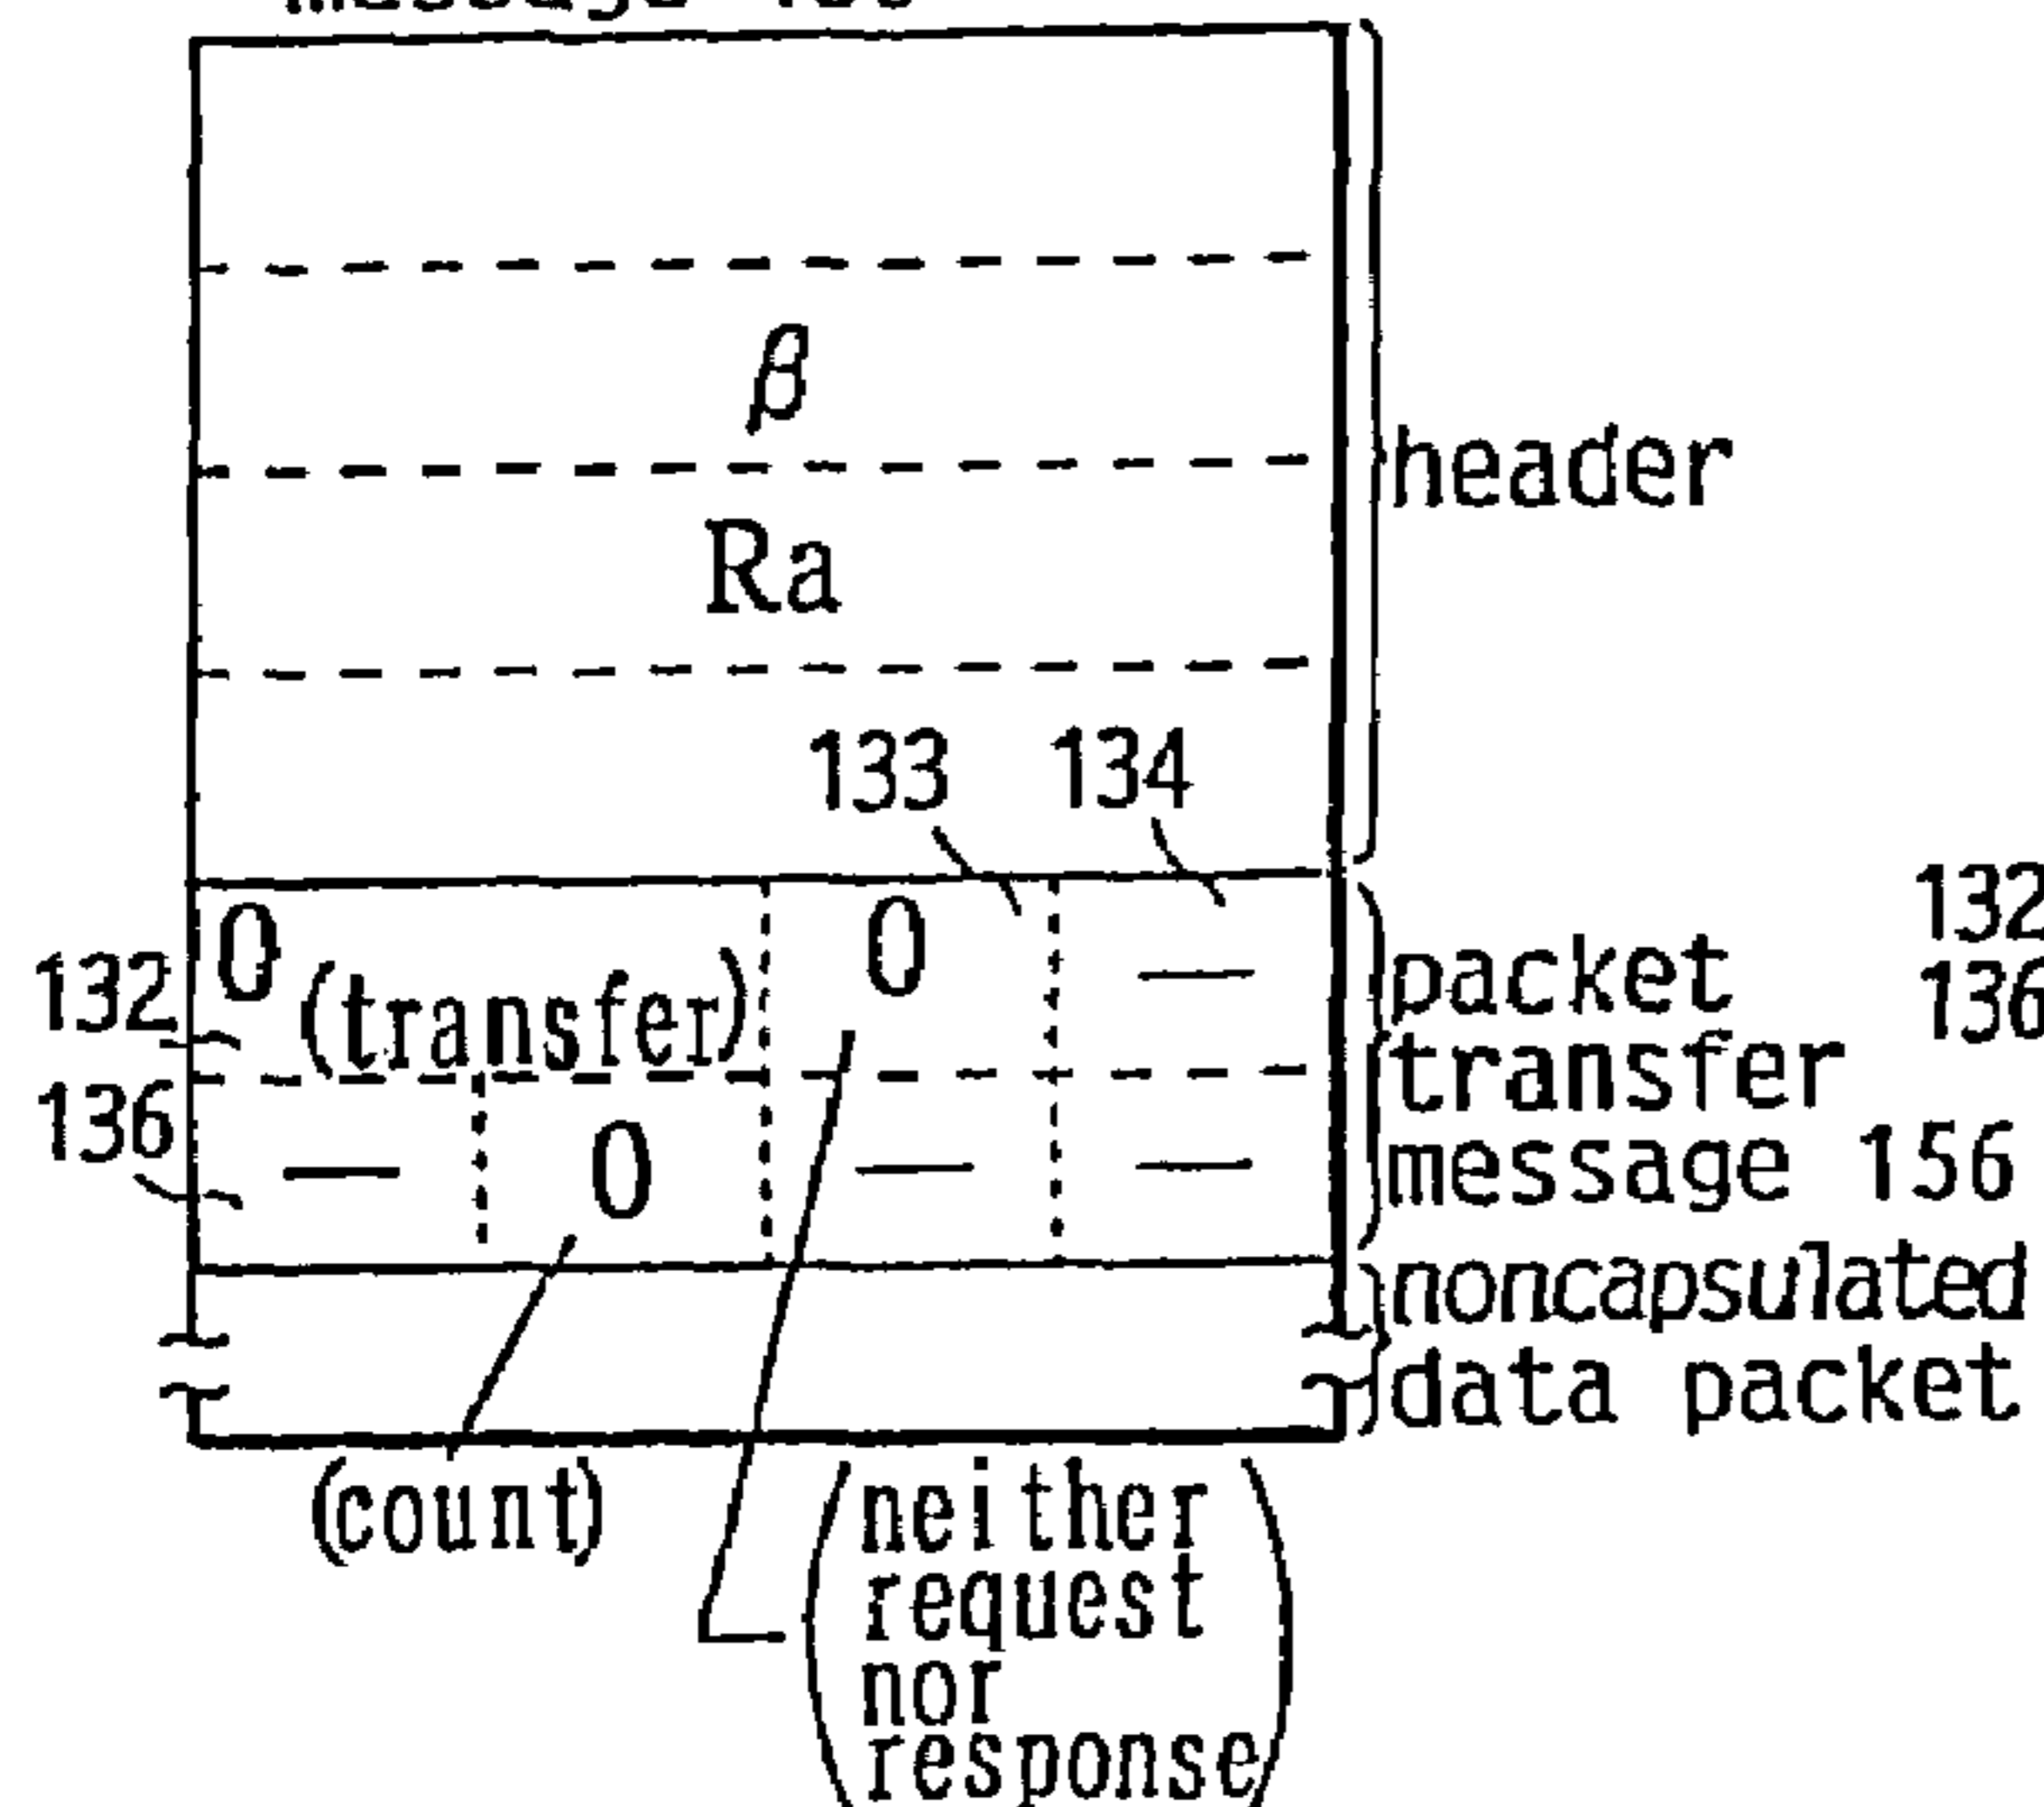 β
header
Ra
133 134
0 (transfer) 0 —
132
136
— 0 — —
packet
transfer
message 156
132
136
noncapsulated
data packet
(count)
(neither
request
nor
response)